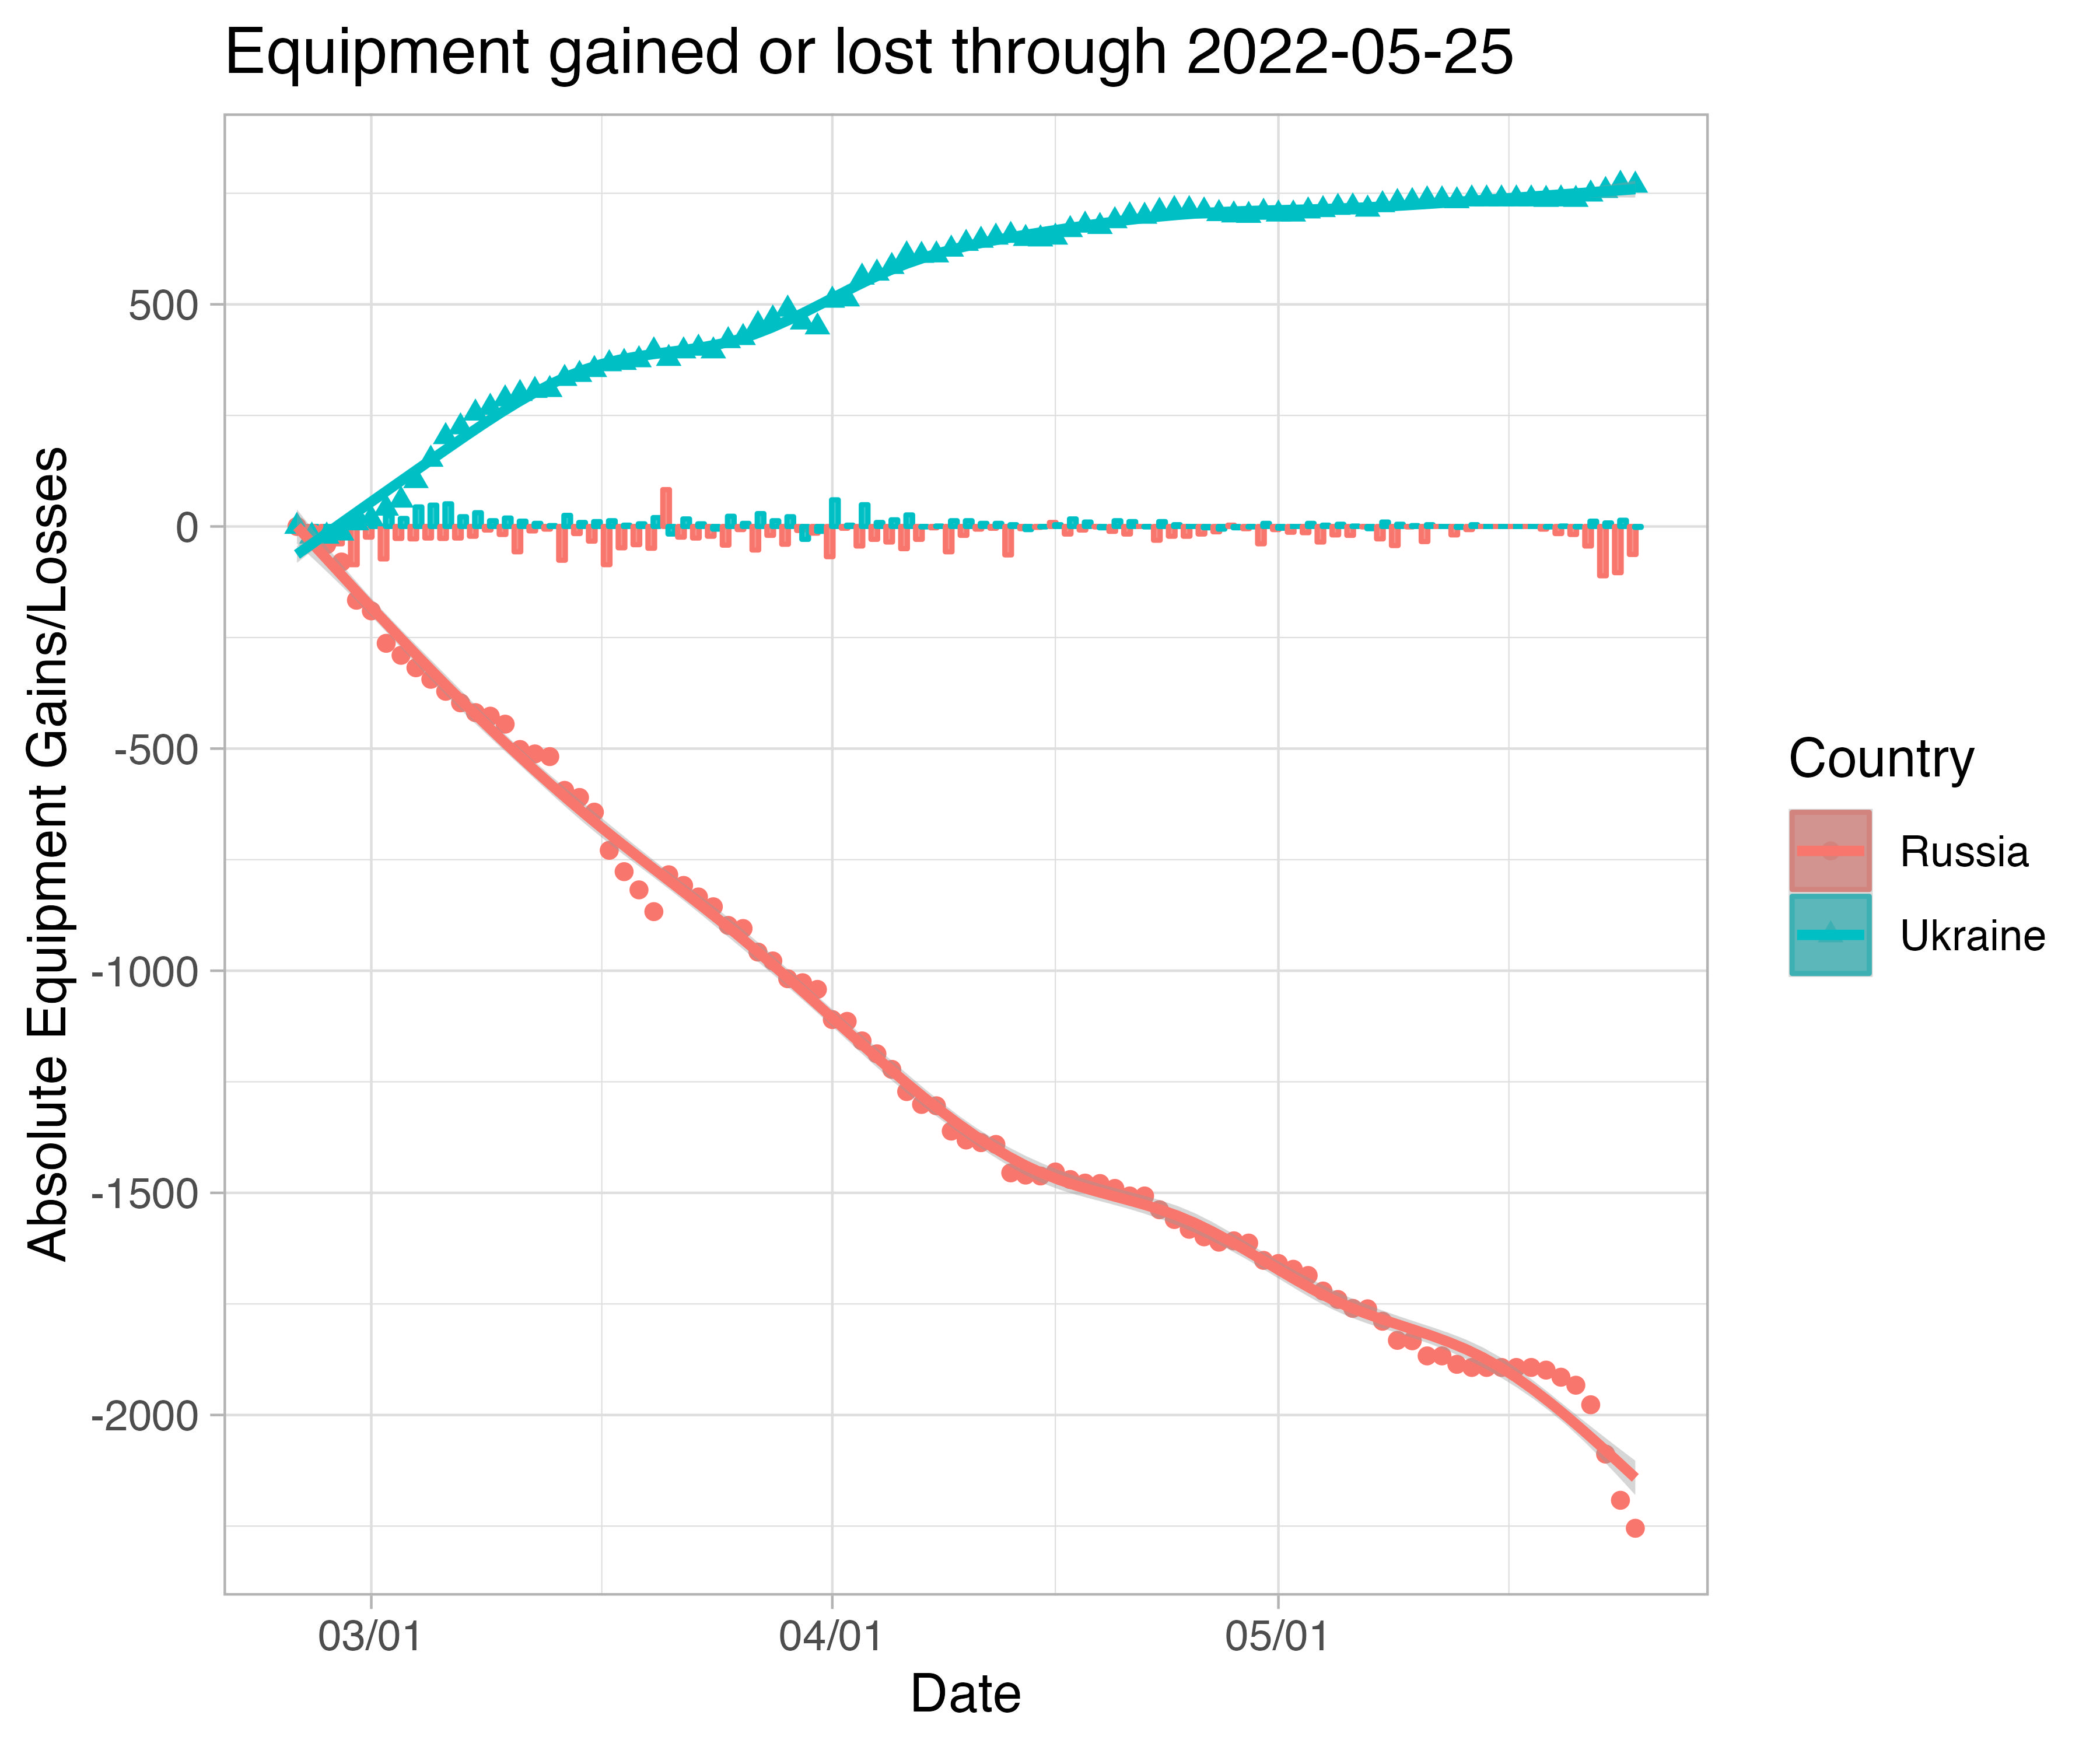 Equipment gained or lost through 2022-05-25
Absolute Equipment Gains/Losses
500
0
-500
-1000
-1500
-2000
03/01
04/01
05/01
Date
Country
Russia
Ukraine